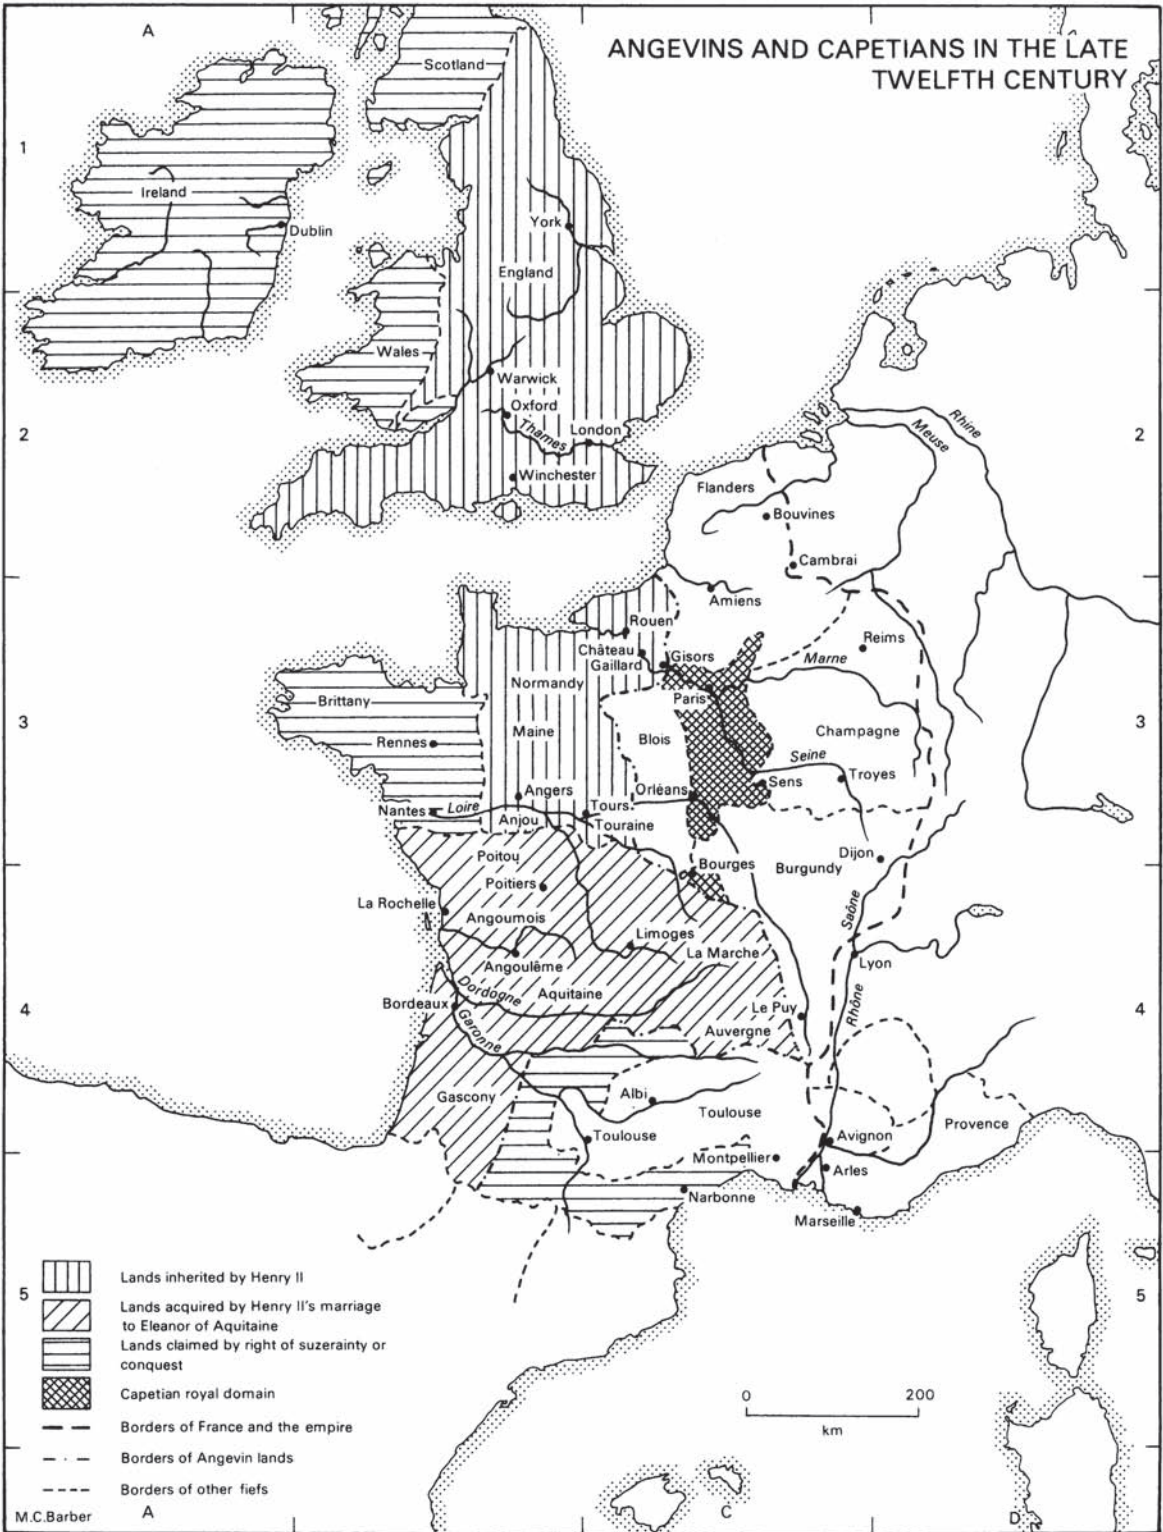 A
ANGEVINS AND CAPETIANS IN THE LATE
TWELFTH CENTURY
Scotland
1
1
Ireland
Dublin
York
England
Wales
Warwick
Oxford
Thames
London
Winchester
2
2
Rhine
Meuse
Flanders
Bouvines
Cambrai
Amiens
Rouen
Reims
Château
Gaillard
Gisors
Marne
Normandy
Paris
Brittany
3
3
Maine
Blois
Champagne
Rennes
Seine
Sens
Troyes
Angers
Orléans
Nantes
Loire
Tours
Anjou
Touraine
Dijon
Poitou
Bourges
Burgundy
Poitiers
La Rochelle
Saône
Angoumois
Limoges
La Marche
Lyon
Angoulême
Dordogne
Aquitaine
Bordeaux
Le Puy
Rhône
4
4
Garonne
Auvergne
Gascony
Albi
Toulouse
Provence
Toulouse
Avignon
Montpellier
Arles
Narbonne
Marseille
5
5
Lands inherited by Henry II
Lands acquired by Henry II's marriage
to Eleanor of Aquitaine
Lands claimed by right of suzerainty or
conquest
Capetian royal domain
0 200
km
Borders of France and the empire
Borders of Angevin lands
Borders of other fiefs
M.C.Barber
A
C
D